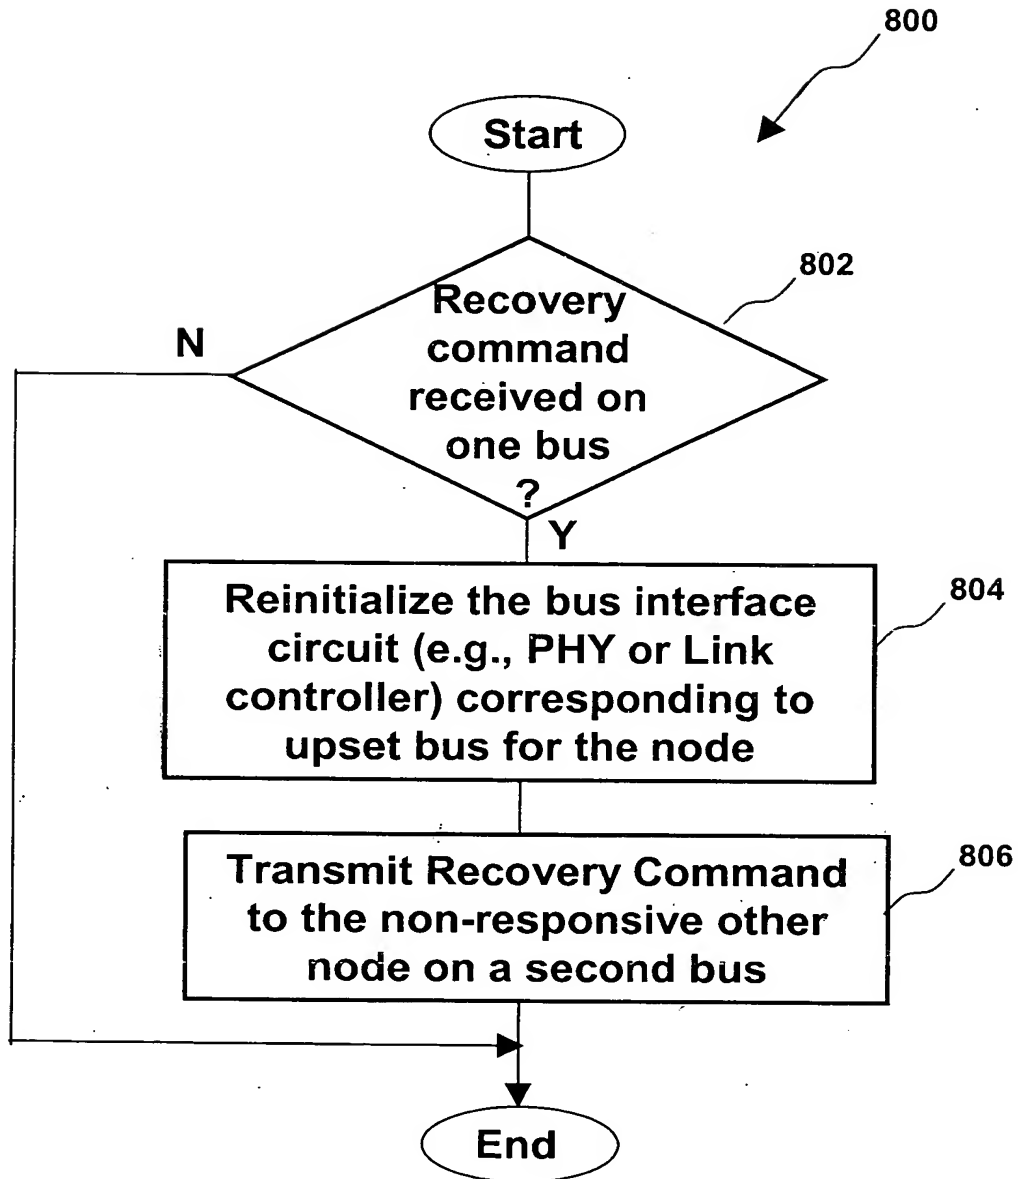 800
Start
802
Recovery
command
received on
one bus
?
N
Y
804
Reinitialize the bus interface
circuit (e.g., PHY or Link
controller) corresponding to
upset bus for the node
806
Transmit Recovery Command
to the non-responsive other
node on a second bus
End